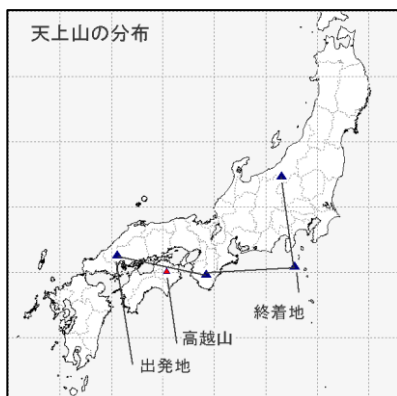 天上山の分布
終着地
高越山
出発地